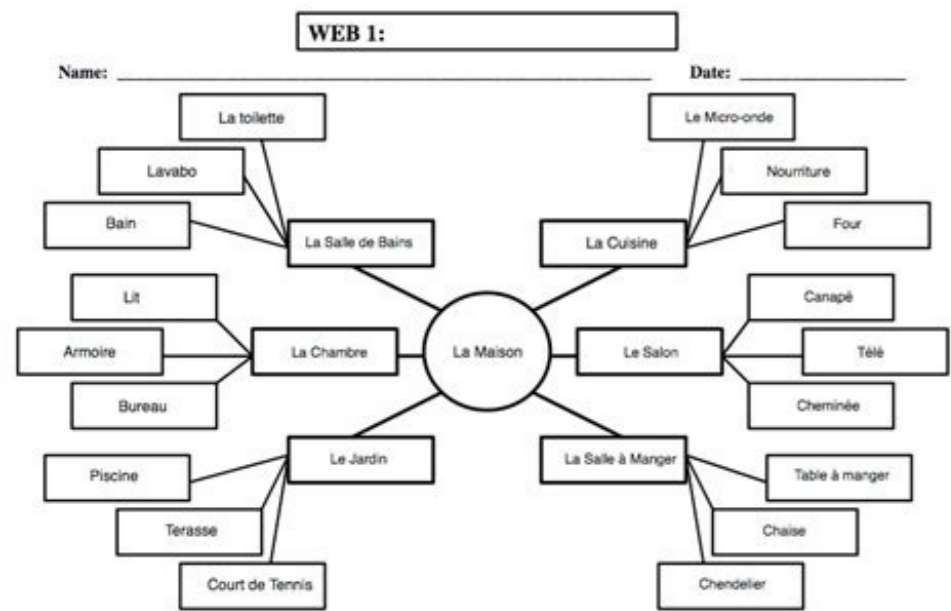 WEB 1:
Name: Date:
La toilette
Lavabo
Bain
La Salle de Bains
Le Micro-onde
Nourriture
Four
La Cuisine
Lit
Armoire
Bureau
La Chambre
La Maison
Le Salon
Canapé
Télé
Cheminée
Piscine
Terasse
Court de Tennis
Le Jardin
La Salle à Manger
Table à manger
Chaise
Chendelier